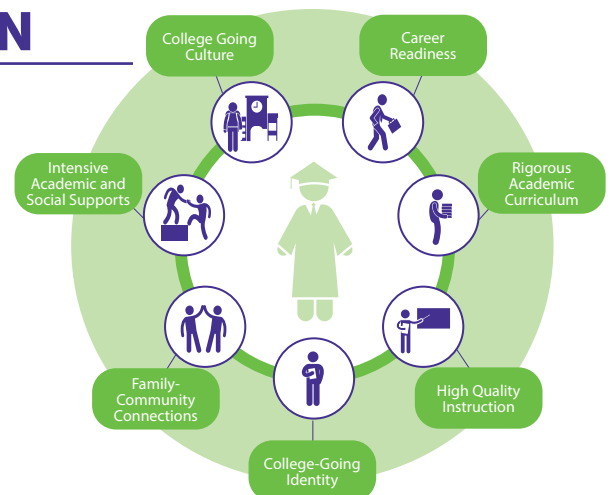 N
College Going
Culture
Career
Readiness
Intensive
Academic and
Social Supports
Rigorous
Academic
Curriculum
Family-
Community
Connections
High Quality
Instruction
College-Going
Identity